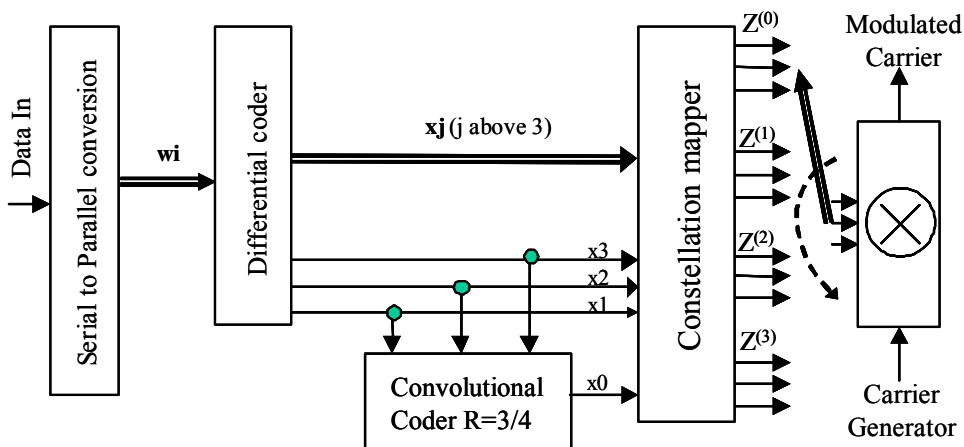 Data In
Serial to Parallel conversion
wi
Differential coder
xj (j above 3)
x3
x2
x1
Convolutional
Coder R=3/4
x0
Constellation mapper
Z(0)
Z(1)
Z(2)
Z(3)
Modulated
Carrier
Carrier
Generator